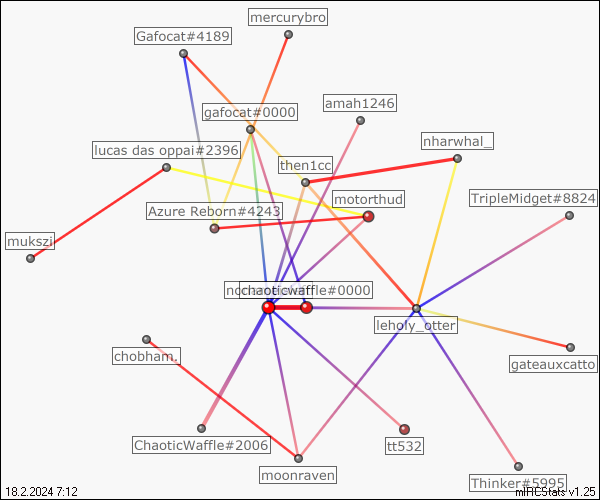 mercurybro
Gafocat#4189
amah1246
gafocat#0000
nharwhal_
lucas das oppai#2396
then1cc
motorthud
TripleMidget#8824
Azure Reborn#4243
mukszi
chaoticwaffle#0000
leholy_otter
chobham.
gateauxcatto
ChaoticWaffle#2006
tt532
moonraven
Thinker#5995
18.2.2024 7:12
mIRCStats v1.25